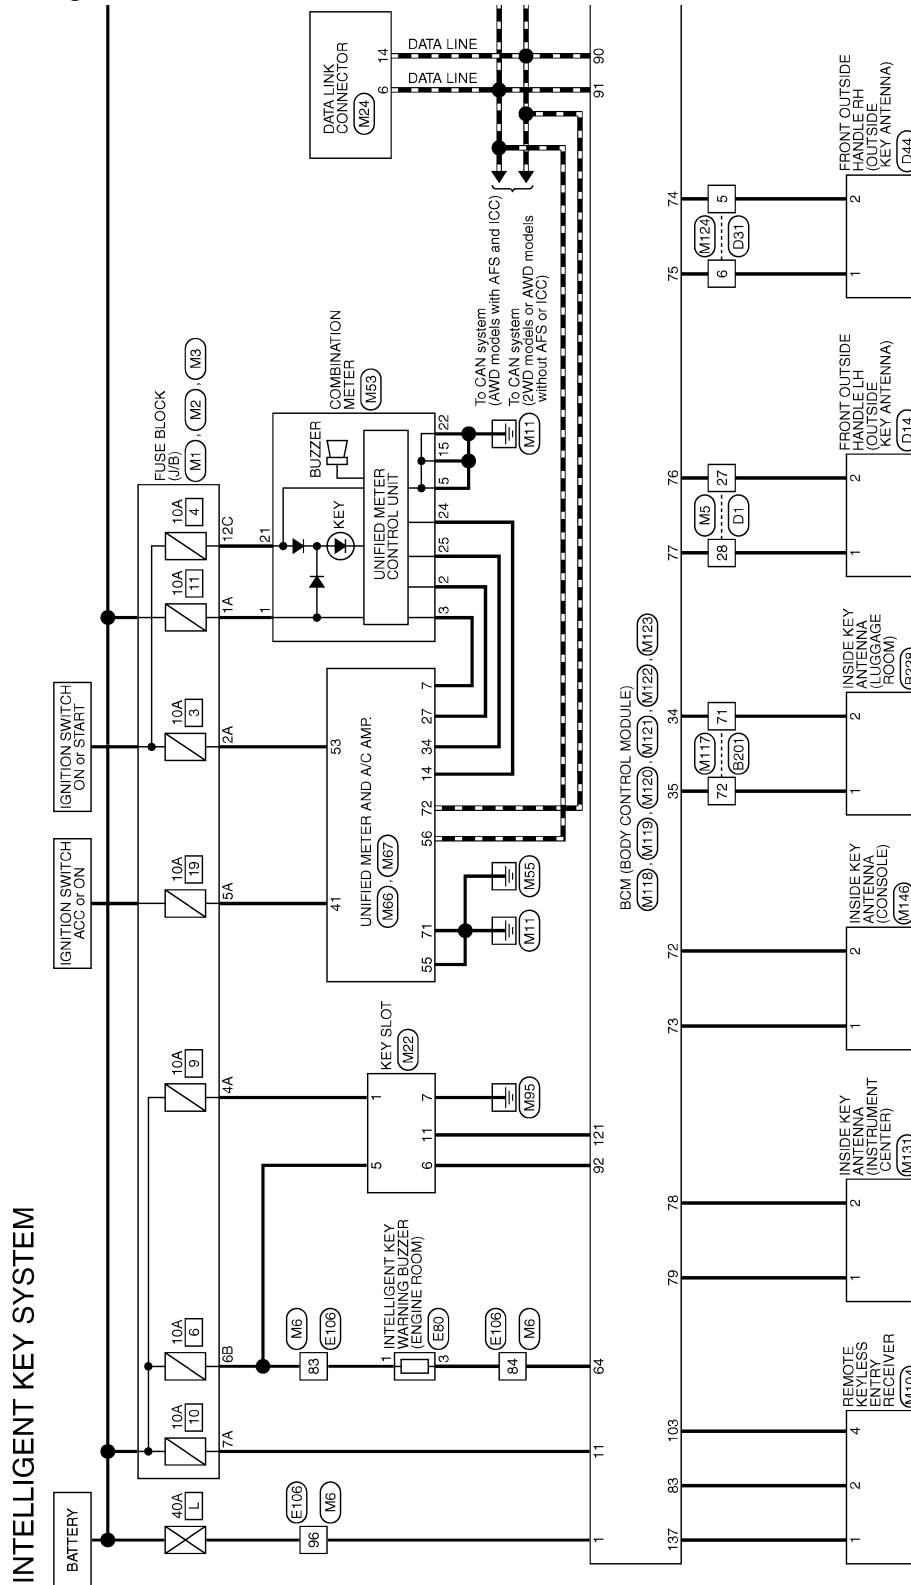 INTELLIGENT KEY SYSTEM
BATTERY
IGNITION SWITCH
ACC or ON
IGNITION SWITCH
ON or START
40A
L
10A
10
10A
6
10A
9
10A
19
10A
3
10A
11
10A
4
FUSE BLOCK
(J/B)
M1 , M2 , M3
7A
6B
4A
5A
2A
1A
12C
E106
96
M6
M6
83
E106
1
INTELLIGENT KEY
WARNING BUZZER
(ENGINE ROOM)
E80
3
E106
84
M6
KEY SLOT
M22
5
1
6
11
7
M95
41
53
UNIFIED METER AND A/C AMP.
M66 , M67
55
71
56
72
14
34
27
7
M11
M55
1
21
BUZZER
KEY
UNIFIED METER
CONTROL UNIT
COMBINATION
METER
M53
3
2
25
24
5
15
22
M11
DATA LINK
CONNECTOR
M24
6
14
DATA LINE
DATA LINE
To CAN system
(AWD models with AFS and ICC)
To CAN system
(2WD models or AWD models
without AFS or ICC)
1
11
64
92
121
91
90
BCM (BODY CONTROL MODULE)
M118 , M119 , M120 , M121 , M122 , M123
137
83
103
79
78
73
72
35
34
77
76
75
74
M117
72
71
B201
M5
28
27
D1
M124
6
5
D31
1
2
4
REMOTE
KEYLESS
ENTRY
RECEIVER
M104
1
2
INSIDE KEY
ANTENNA
(INSTRUMENT
CENTER)
M131
1
2
INSIDE KEY
ANTENNA
(CONSOLE)
M146
1
2
INSIDE KEY
ANTENNA
(LUGGAGE
ROOM)
1
2
FRONT OUTSIDE
HANDLE LH
(OUTSIDE
KEY ANTENNA)
D14
1
2
FRONT OUTSIDE
HANDLE RH
(OUTSIDE
KEY ANTENNA)
D44